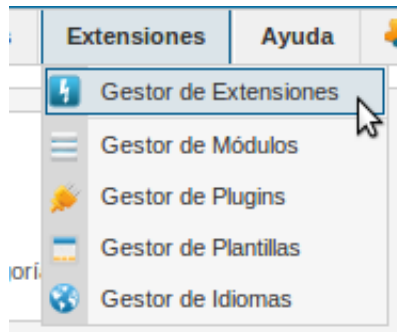 Extensiones Ayuda
Gestor de Extensiones
Gestor de Módulos
Gestor de Plugins
Gestor de Plantillas
Gestor de Idiomas